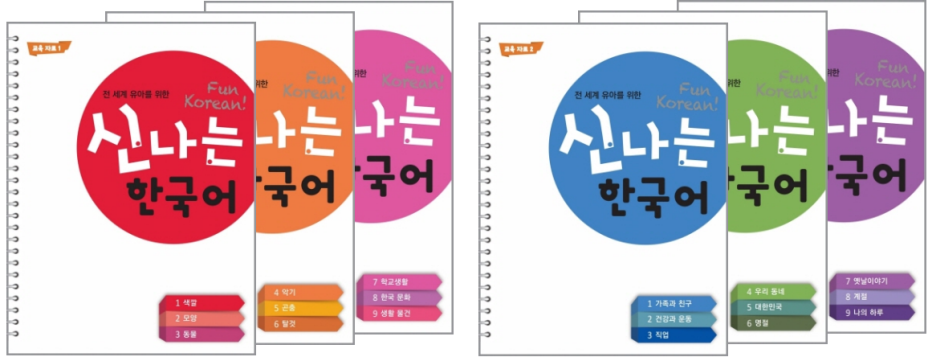 교육 자료 1
전 세계 유아를 위한
Fun
Korean!
신나는
한국어
1 색깔
2 모양
3 동물
위한
Fun
Korean!
나는
국어
4 악기
5 곤충
6 탈것
Fun
Korean!
나는
국어
7 학교생활
8 한국 문화
9 생활 물건
교육 자료 2
전 세계 유아를 위한
Fun
Korean!
신나는
한국어
1 가족과 친구
2 건강과 운동
3 직업
위한
Fun
Korean!
나는
국어
4 우리 동네
5 대한민국
6 명절
위한
Fun
Korean!
나는
국어
7 옛날이야기
8 계절
9 나의 하루